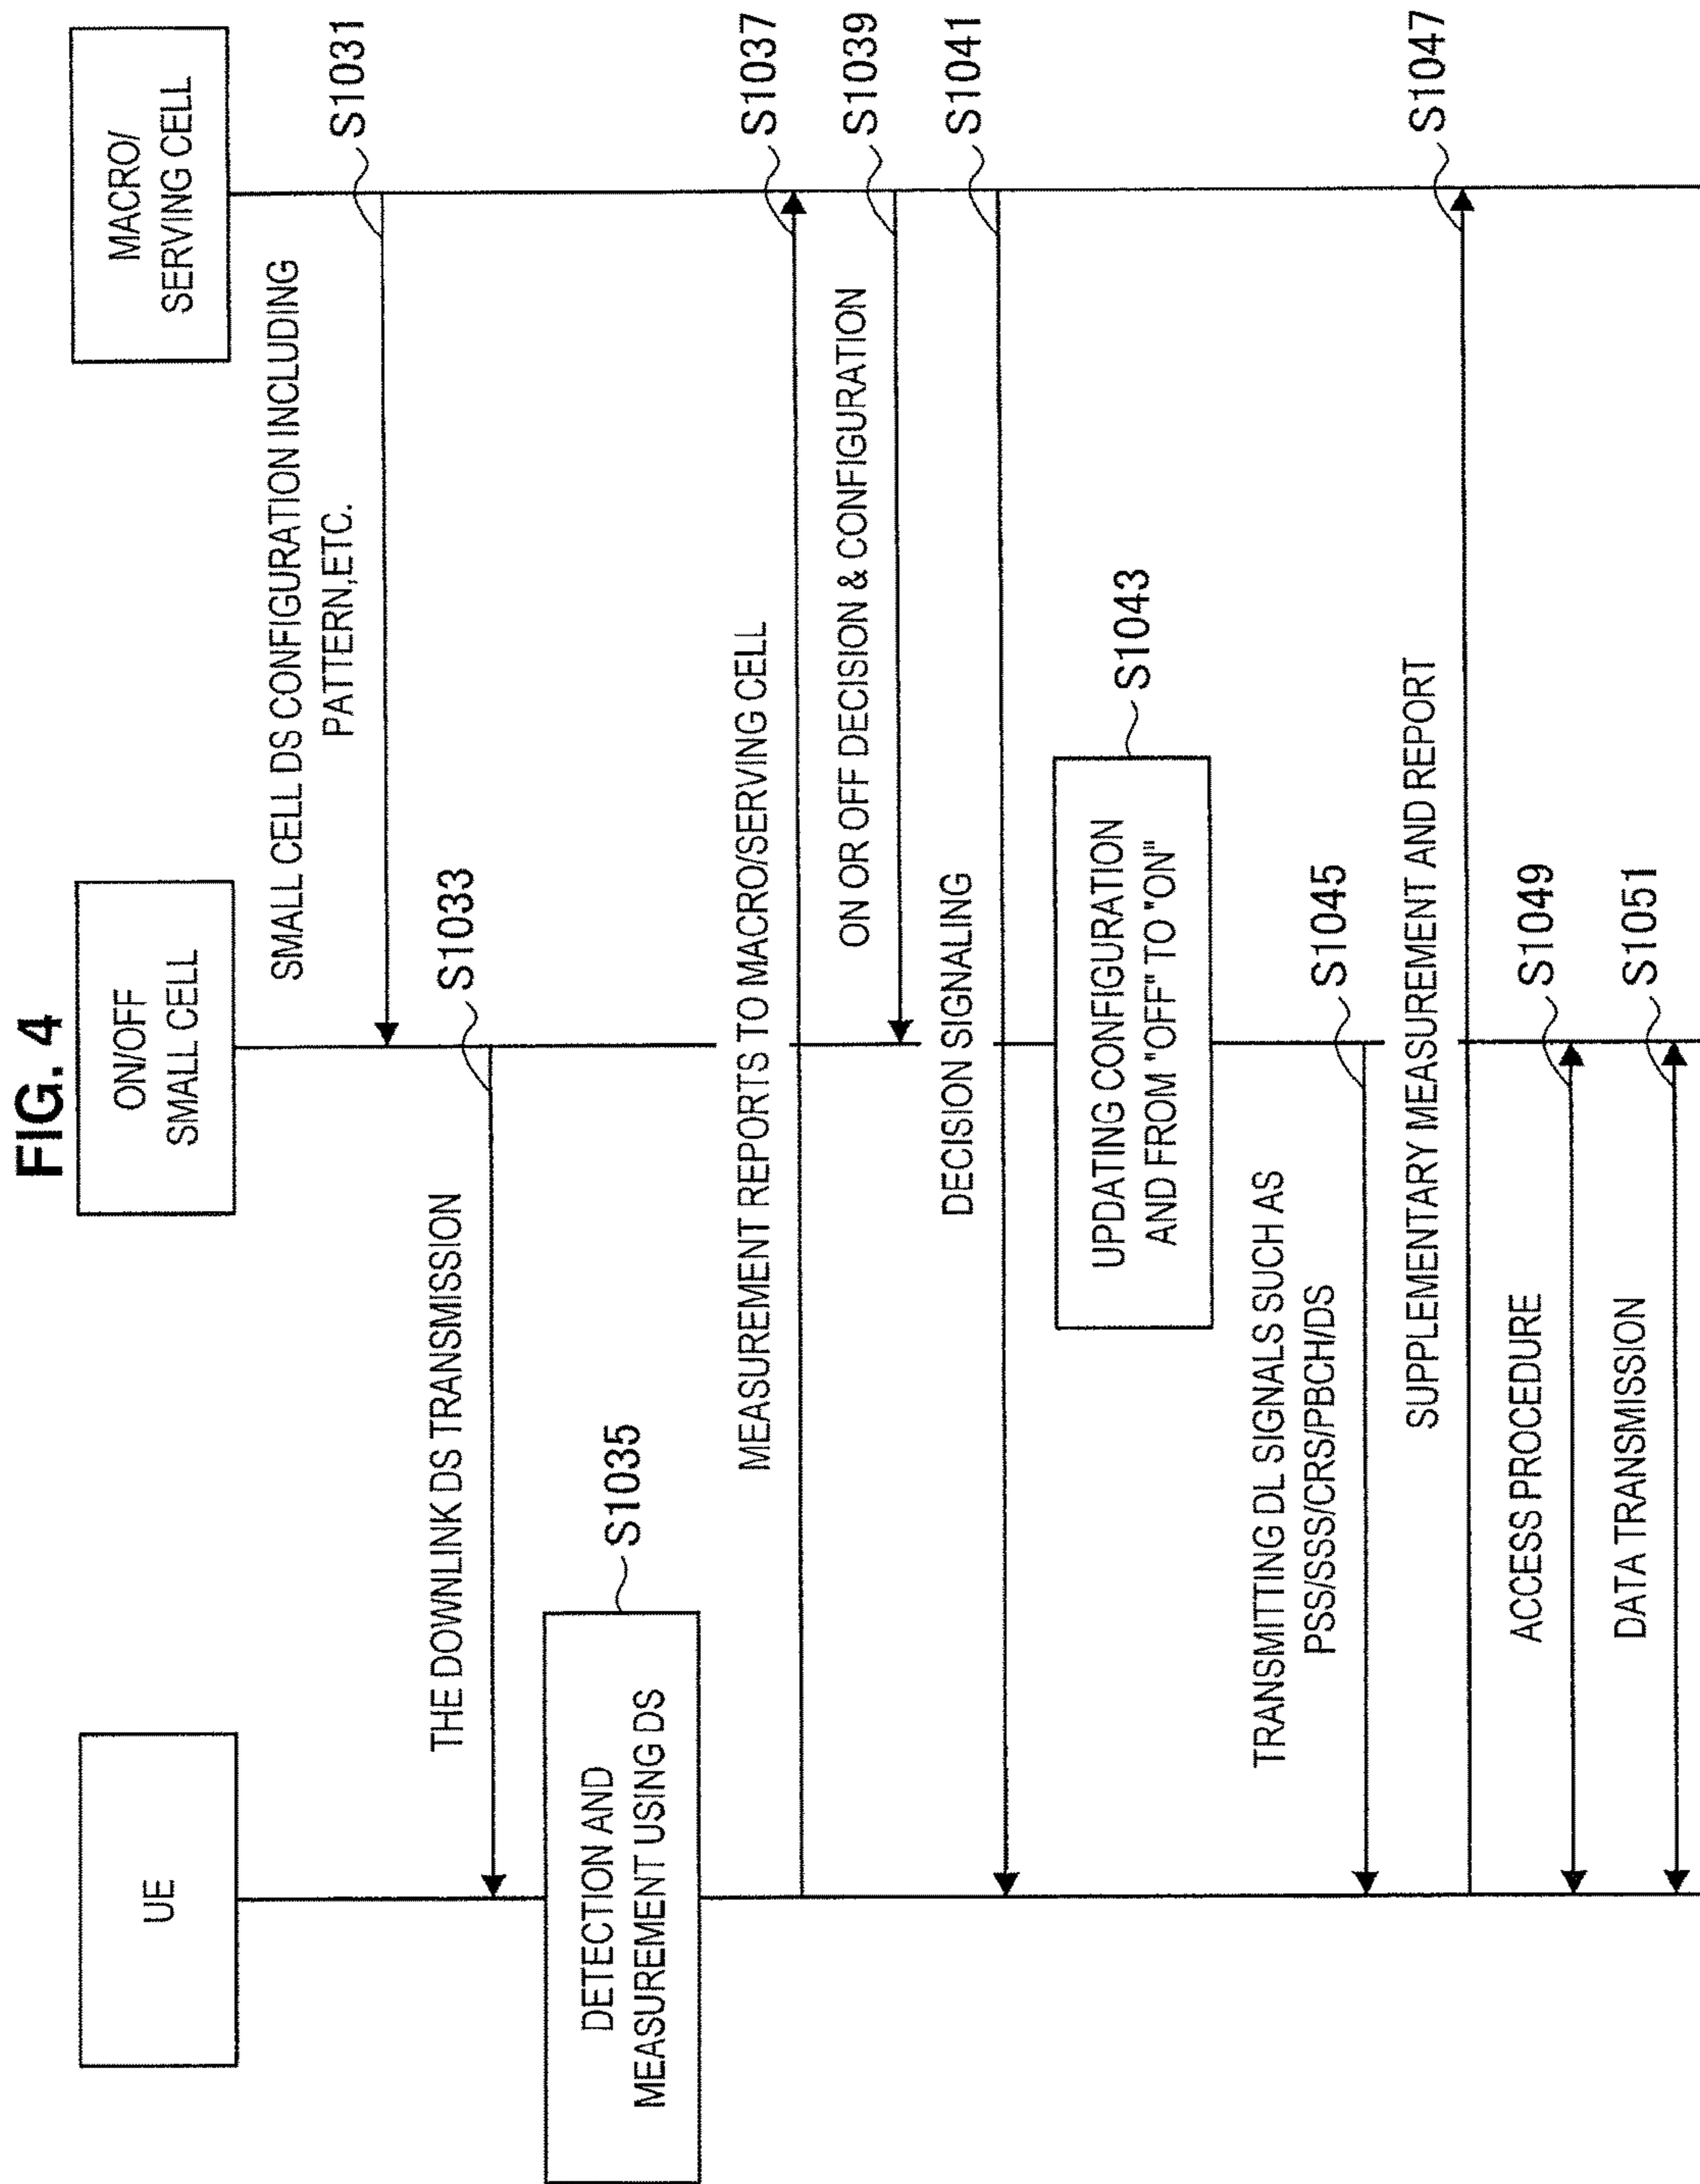 FIG. 4
UE
ON/OFF
SMALL CELL
MACRO/
SERVING CELL
SMALL CELL DS CONFIGURATION INCLUDING
PATTERN,ETC.
S1031
THE DOWNLINK DS TRANSMISSION
S1033
DETECTION AND
MEASUREMENT USING DS
S1035
MEASUREMENT REPORTS TO MACRO/SERVING CELL
S1037
ON OR OFF DECISION & CONFIGURATION
S1039
DECISION SIGNALING
S1041
UPDATING CONFIGURATION
AND FROM "OFF" TO "ON"
S1043
TRANSMITTING DL SIGNALS SUCH AS
PSS/SSS/CRS/PBCH/DS
S1045
SUPPLEMENTARY MEASUREMENT AND REPORT
S1047
ACCESS PROCEDURE
S1049
DATA TRANSMISSION
S1051